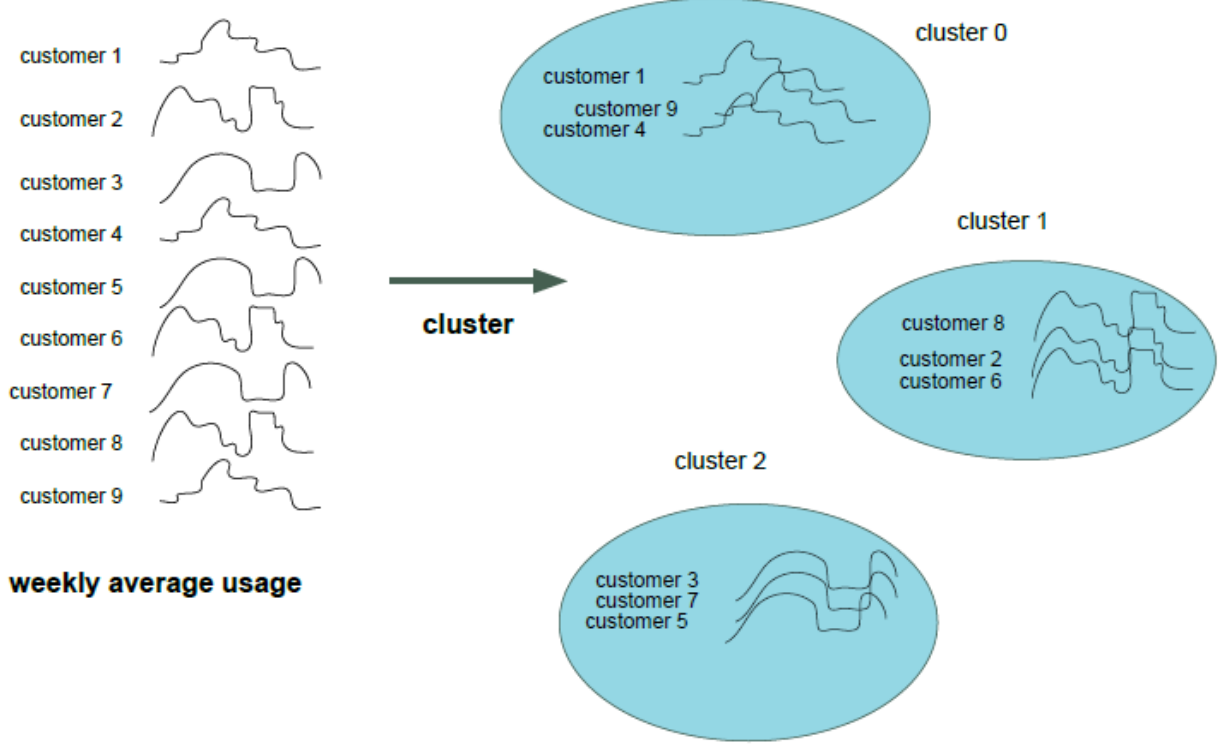 customer 1
customer 2
customer 3
customer 4
customer 5
customer 6
customer 7
customer 8
customer 9
weekly average usage
cluster
cluster 0
customer 1
customer 9
customer 4
cluster 1
customer 8
customer 2
customer 6
cluster 2
customer 3
customer 7
customer 5